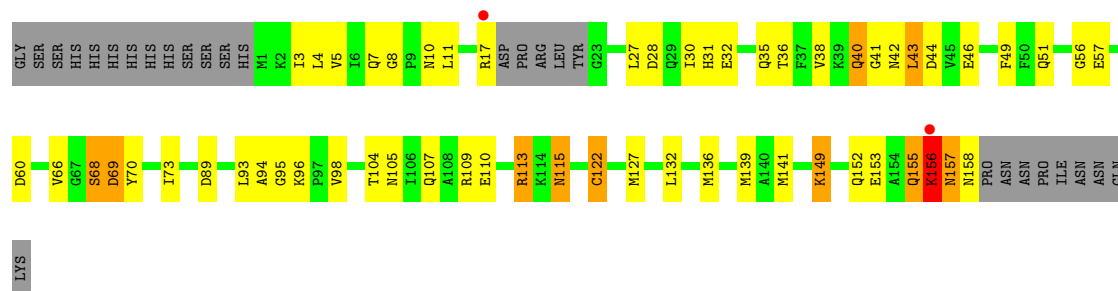 GLY SER SER HIS HIS HIS HIS HIS HIS SER SER SER HIS M1 K2 I3 L4 V5 I6 Q7 G8 P9 N10 L11 R17 ASP PRO ARG LEU TYR G23 L27 D28 Q29 I30 H31 E32 Q35 T36 F37 V38 K39 Q40 G41 N42 L43 D44 V45 E46 F49 F50 Q51 G56 E57
D60 V66 G67 S68 D69 Y70 I73 D89 L93 A94 G95 K96 P97 V98 T104 N105 I106 Q107 A108 R109 E110 R113 K114 N115 C122 M127 L132 M136 M139 A140 M141 K149 Q152 E153 A154 Q155 K156 N157 N158 PRO ASN ASN PRO ILE ASN ASN GLN
LYS